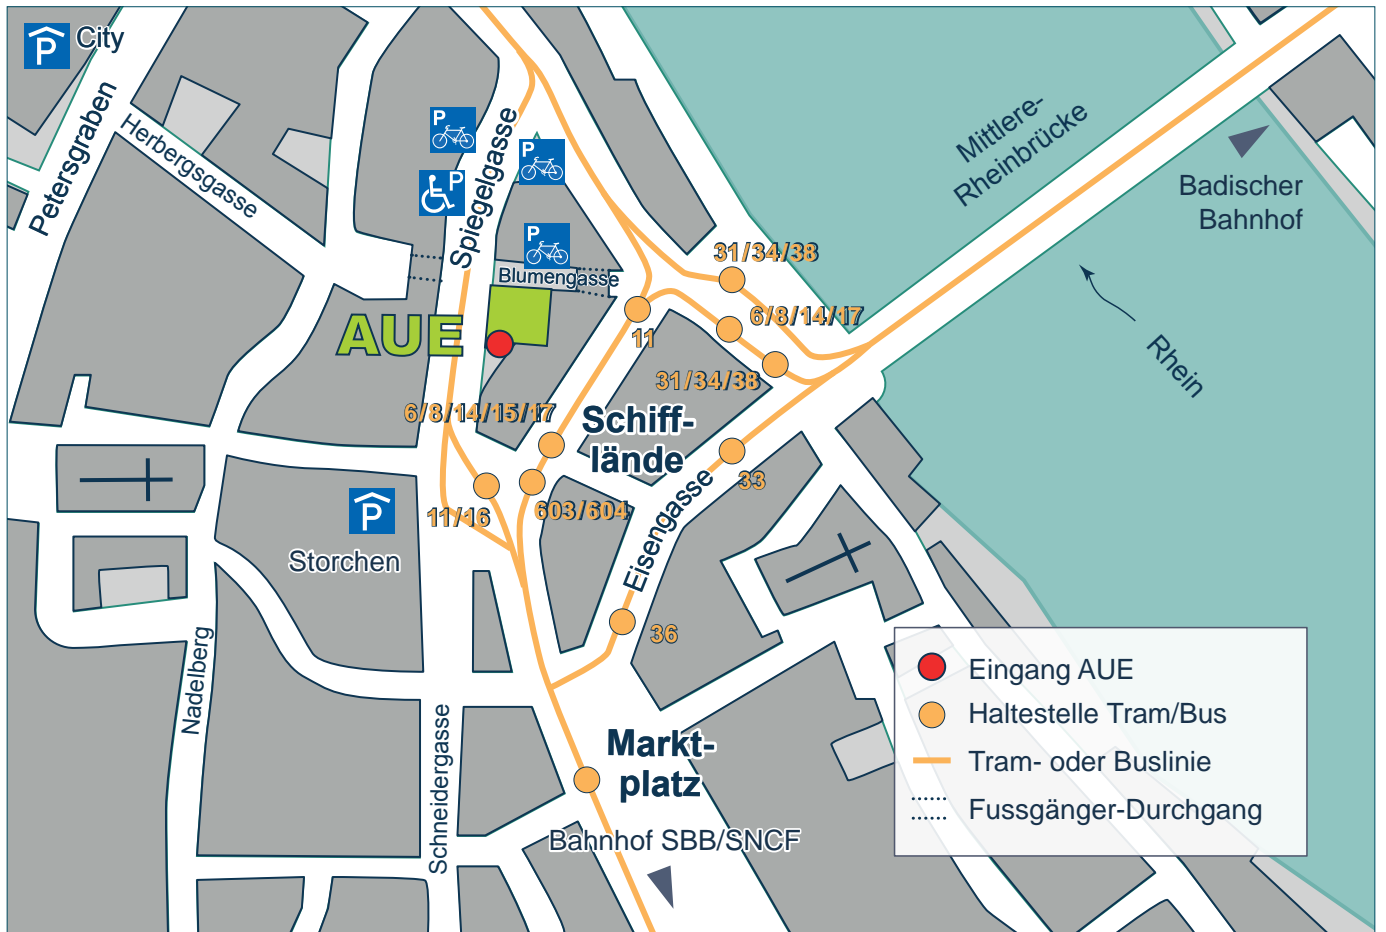 P
City
Petersgraben
Herbergsgasse
P
P
P
Spiegelgasse
P
Blumengasse
AUE
Mittlere-
Rheinbrücke
Badischer
Bahnhof
Rhein
31/34/38
6/8/14/17
11
31/34/38
6/8/14/15/17
Schiff-
lände
33
11/16
603/604
Eisengasse
P
Storchen
36
Nadelberg
Schneidergasse
Markt-
platz
Bahnhof SBB/SNCF
Eingang AUE
Haltestelle Tram/Bus
Tram- oder Buslinie
Fussgänger-Durchgang